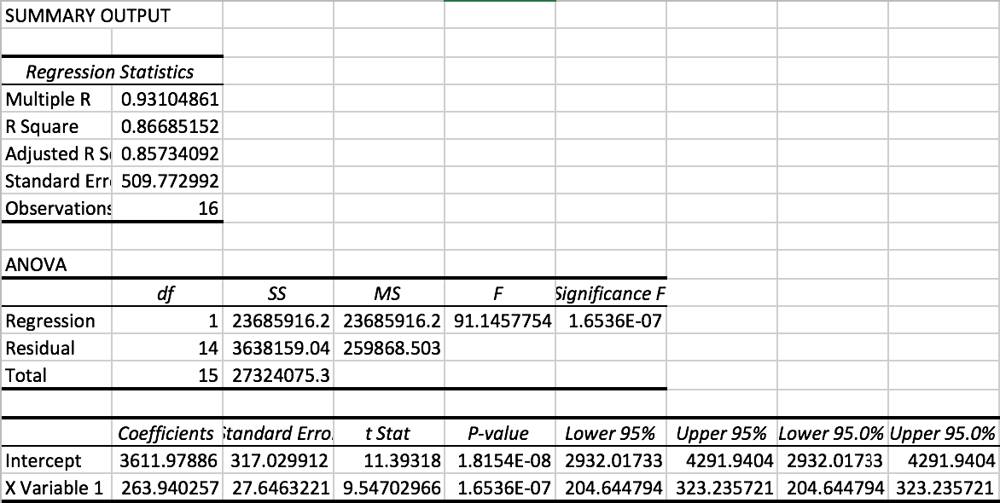 SUMMARY OUTPUT
Regression Statistics
Multiple R 0.93104861
R Square 0.86685152
Adjusted R S 0.85734092
Standard Err 509.772992
Observations 16
ANOVA
df SS MS F Significance F
Regression 1 23685916.2 23685916.2 91.1457754 1.6536E-07
Residual 14 3638159.04 259868.503
Total 15 27324075.3
Coefficients Standard Erro t Stat P-value Lower 95% Upper 95% Lower 95.0% Upper 95.0%
Intercept 3611.97886 317.029912 11.39318 1.8154E-08 2932.01733 4291.9404 2932.01733 4291.9404
X Variable 1 263.940257 27.6463221 9.54702966 1.6536E-07 204.644794 323.235721 204.644794 323.235721